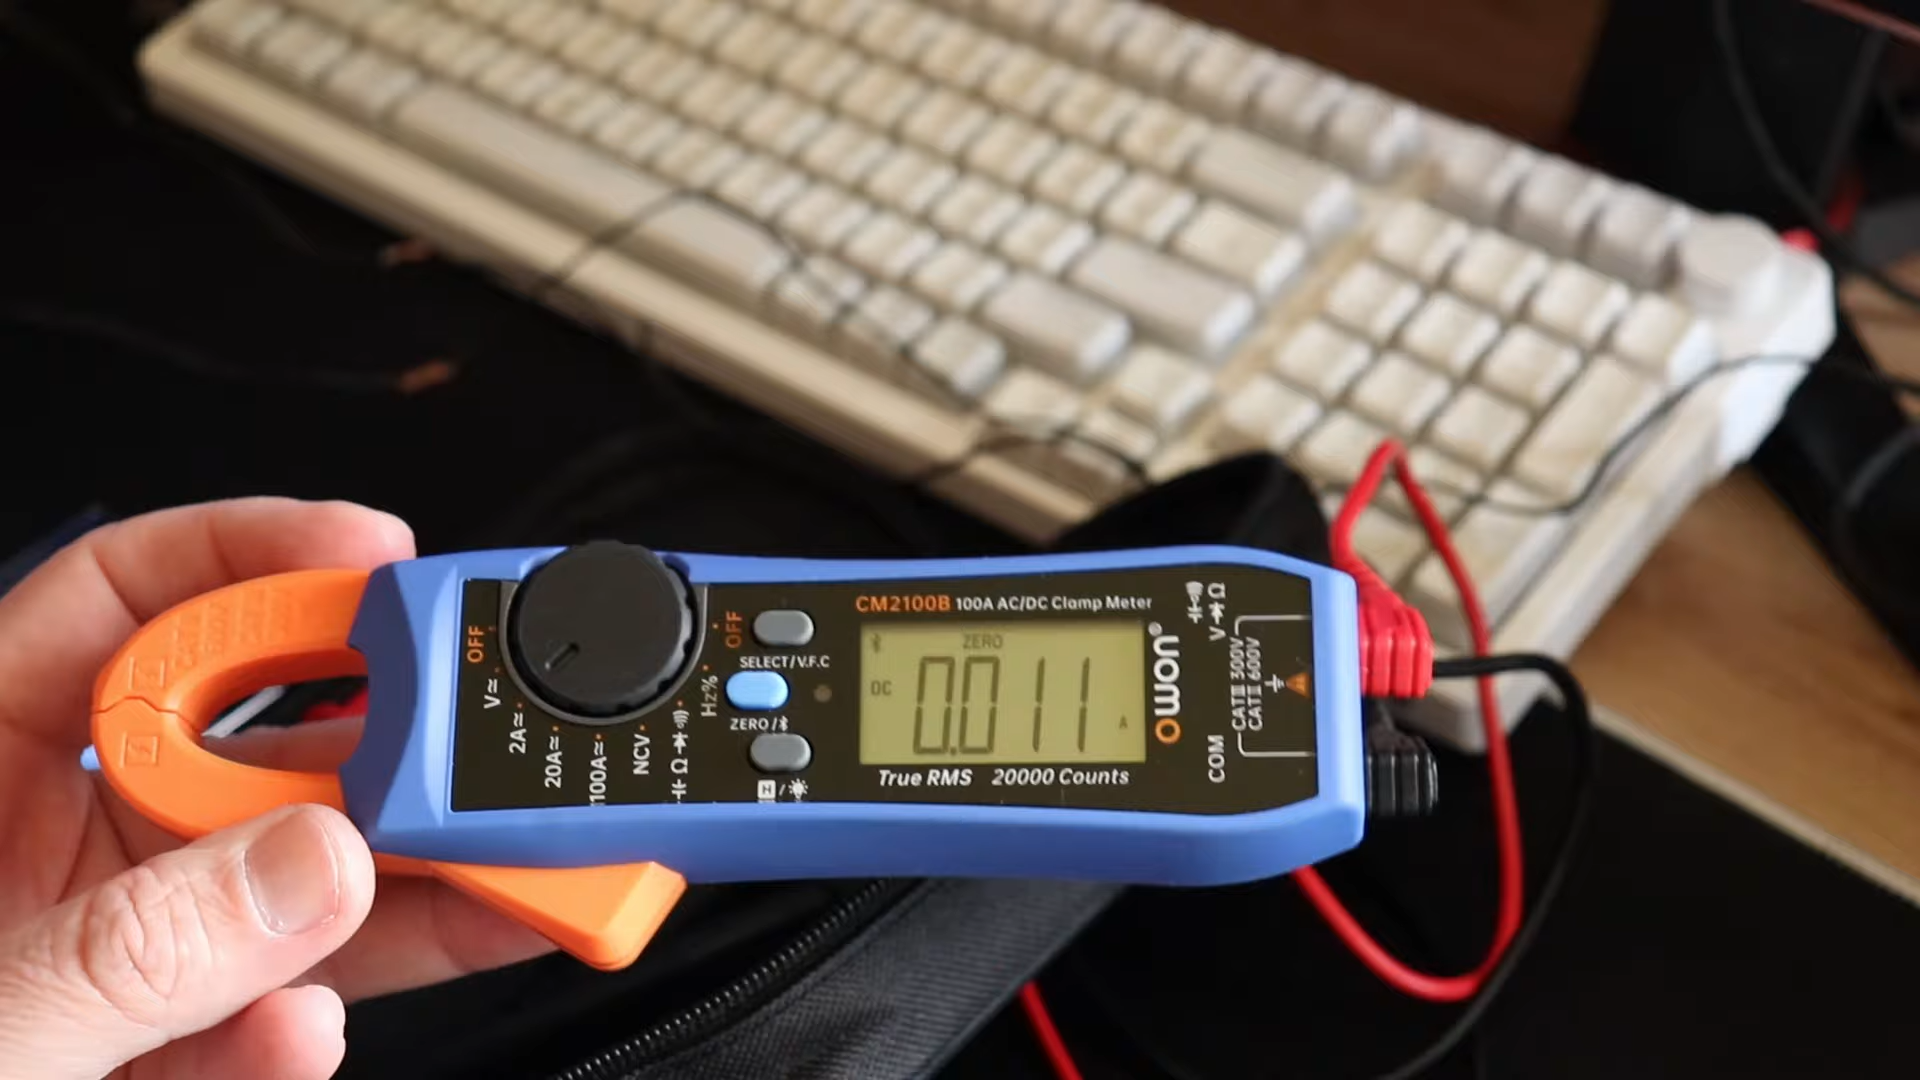 CM2100B 100A AC/DC Clamp Meter
OFF
V≃
2A≃
20A≃
100A≃
NCV
Ω
Hz%
OFF
SELECT/V.F.C
ZERO/
H/
ZERO
DC
0.011
A
True RMS 20000 Counts
owon®
VΩ
CATⅢ 300V
CATⅡ 600V
COM